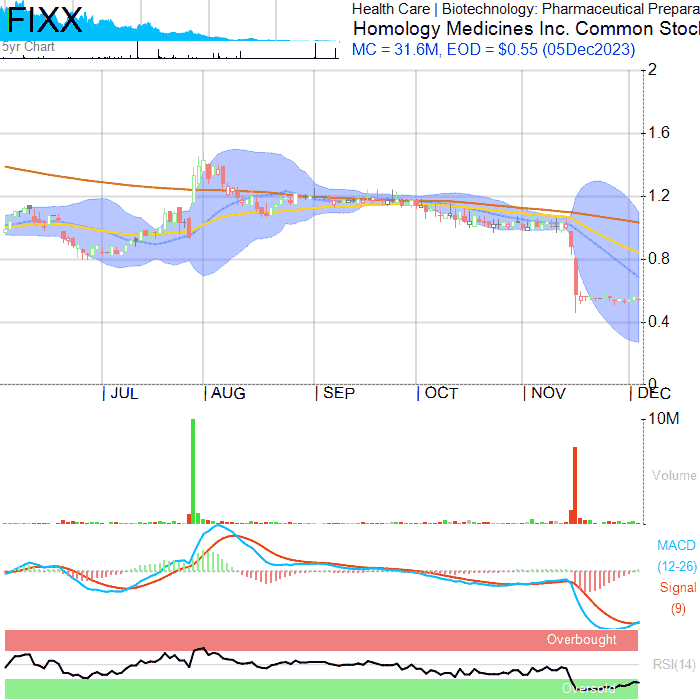 FIXX
5yr Chart
Health Care | Biotechnology: Pharmaceutical Prepara
Homology Medicines Inc. Common Stoc
MC = 31.6M, EOD = $0.55 (05Dec2023)
2
1.6
1.2
0.8
0.4
0
JUL AUG SEP OCT NOV DEC
10M
Volume
MACD
(12-26)
Signal
(9)
Overbought
RSI(14)
Oversold